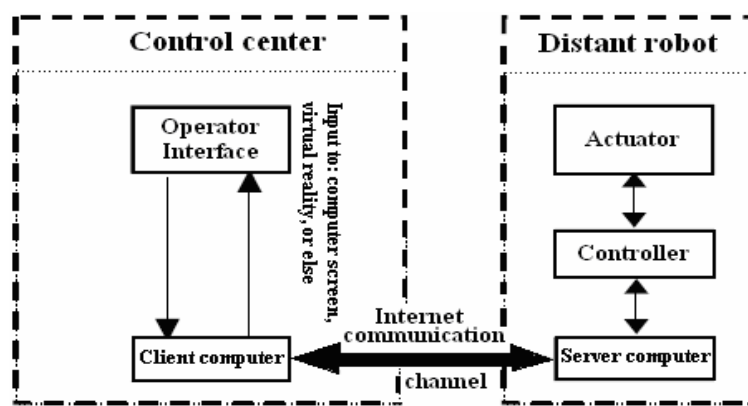 Control center
Distant robot
Operator
Interface
Input to: computer screen,
virtual reality, or else
Actuator
Controller
Internet
communication
channel
Client computer
Server computer